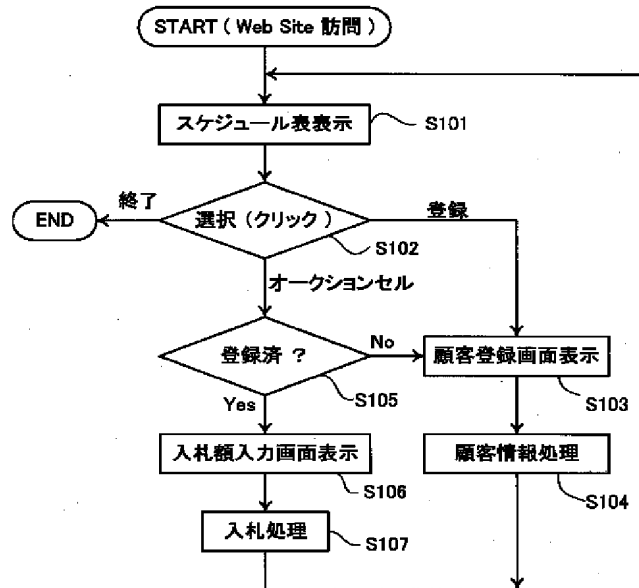 START ( Web Site 訪問 )
スケジュール表表示
S101
終了
END
選択 (クリック )
登録
S102
オークションセル
登録済 ?
No
顧客登録画面表示
S105
S103
Yes
入札額入力画面表示
顧客情報処理
S106
S104
入札処理
S107